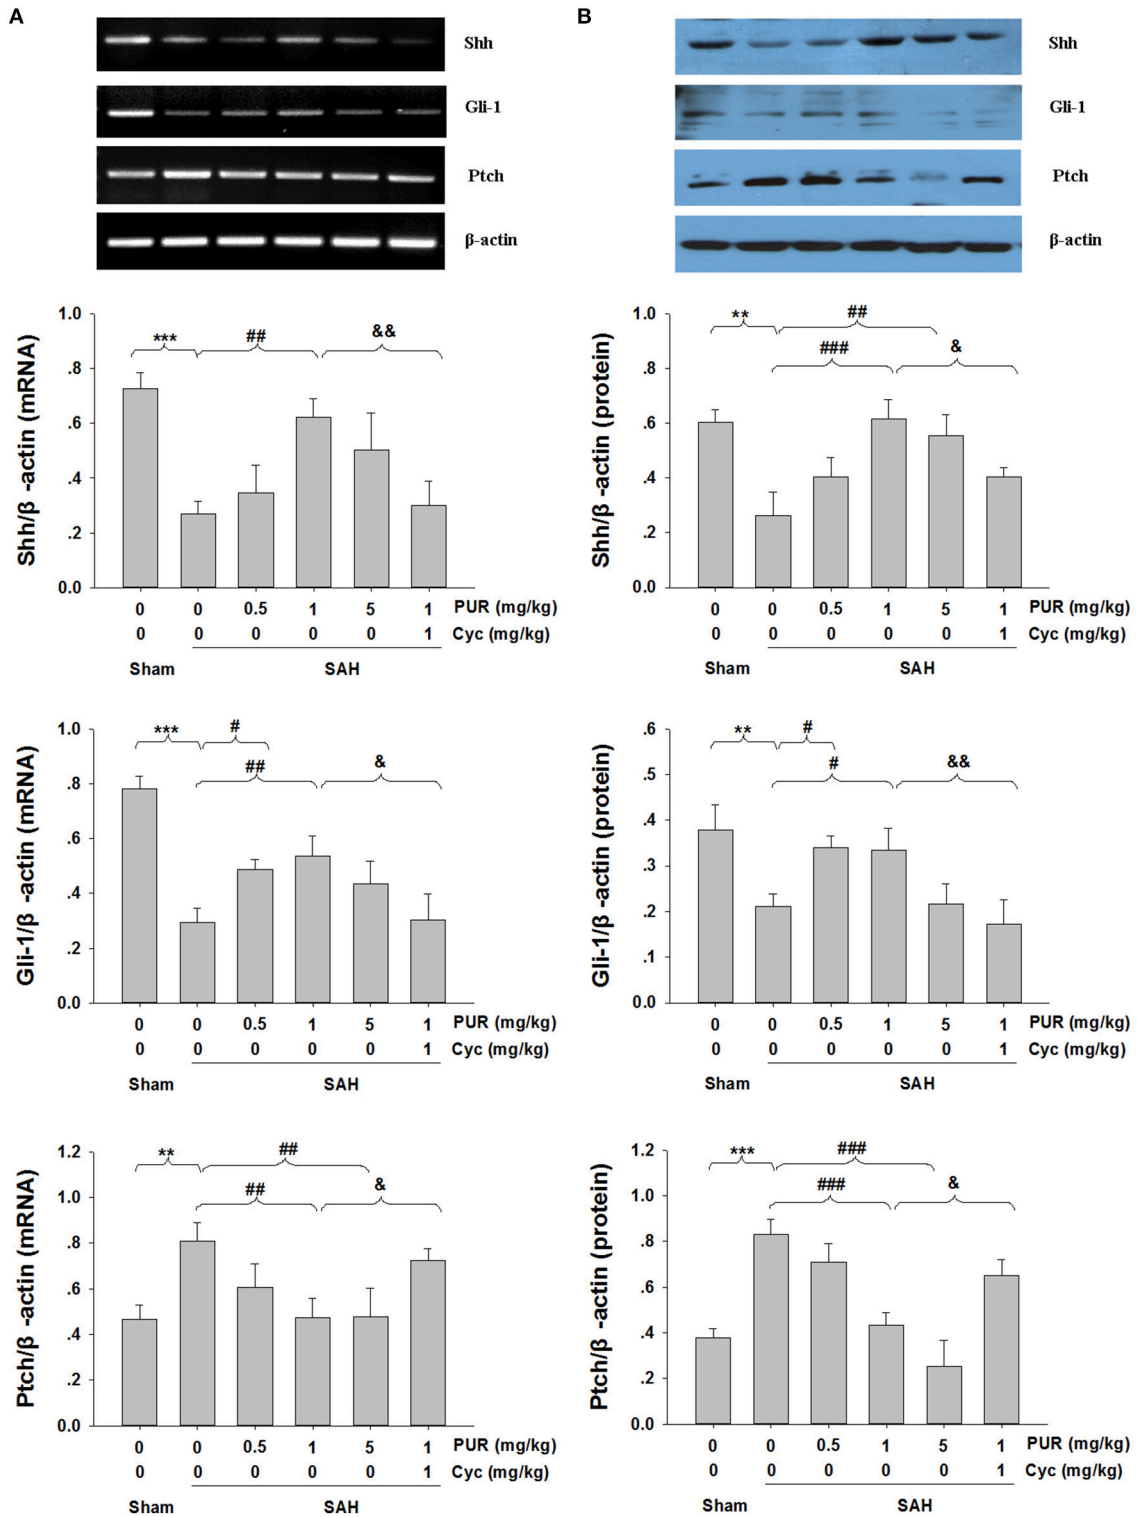 A
Shh
Gli-1
Ptch
β-actin
B
Shh
Gli-1
Ptch
β-actin
Shh/β -actin (mRNA)
1.0
.8
.6
.4
.2
0.0
*** ## &&
0 0 0.5 1 5 1 PUR (mg/kg)
0 0 0 0 0 1 Cyc (mg/kg)
Sham SAH
Shh/β -actin (protein)
1.0
.8
.6
.4
.2
0.0
** ##
### &
0 0 0.5 1 5 1 PUR (mg/kg)
0 0 0 0 0 1 Cyc (mg/kg)
Sham SAH
Gli-1/β -actin (mRNA)
1.0
.8
.6
.4
.2
0.0
*** #
## &
0 0 0.5 1 5 1 PUR (mg/kg)
0 0 0 0 0 1 Cyc (mg/kg)
Sham SAH
Gli-1/β -actin (protein)
.6
.5
.4
.3
.2
.1
0.0
** #
# &&
0 0 0.5 1 5 1 PUR (mg/kg)
0 0 0 0 0 1 Cyc (mg/kg)
Sham SAH
Ptch/β -actin (mRNA)
1.2
1.0
.8
.6
.4
.2
0.0
** ##
## &
0 0 0.5 1 5 1 PUR (mg/kg)
0 0 0 0 0 1 Cyc (mg/kg)
Sham SAH
Ptch/β -actin (protein)
1.2
1.0
.8
.6
.4
.2
0.0
*** ###
### &
0 0 0.5 1 5 1 PUR (mg/kg)
0 0 0 0 0 1 Cyc (mg/kg)
Sham SAH